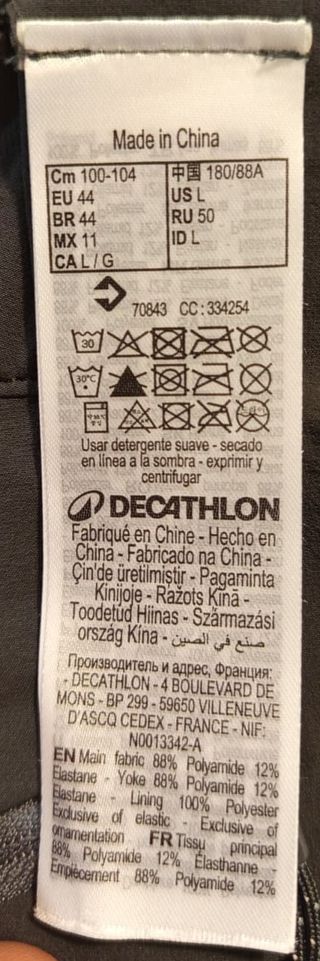 Made in China
Cm 100-104
EU 44
BR 44
MX 11
CA L / G
中国 180/88A
US L
RU 50
ID L
70843 CC : 334254
30
30°C
Usar detergente suave - secado
en línea a la sombra - exprimir y
centrifugar
DECATHLON
Fabriqué en Chine - Hecho en
China - Fabricado na China -
Çin'de üretilmiştir - Pagaminta
Kinijoje - Ražots Ķīnā -
Toodetud Hiinas - Származási
ország Kína - صنع في الصين
Производитель и адрес, Франция:
- DECATHLON - 4 BOULEVARD DE
MONS - BP 299 - 59650 VILLENEUVE
D'ASCQ CEDEX - FRANCE - NIF:
N0013342-A
EN Main fabric 88% Polyamide 12%
Elastane - Yoke 88% Polyamide 12%
Elastane - Lining 100% Polyester
Exclusive of elastic - Exclusive of
ornamentation FR Tissu principal
88% Polyamide 12% Élasthanne -
Empiècement 88% Polyamide 12%